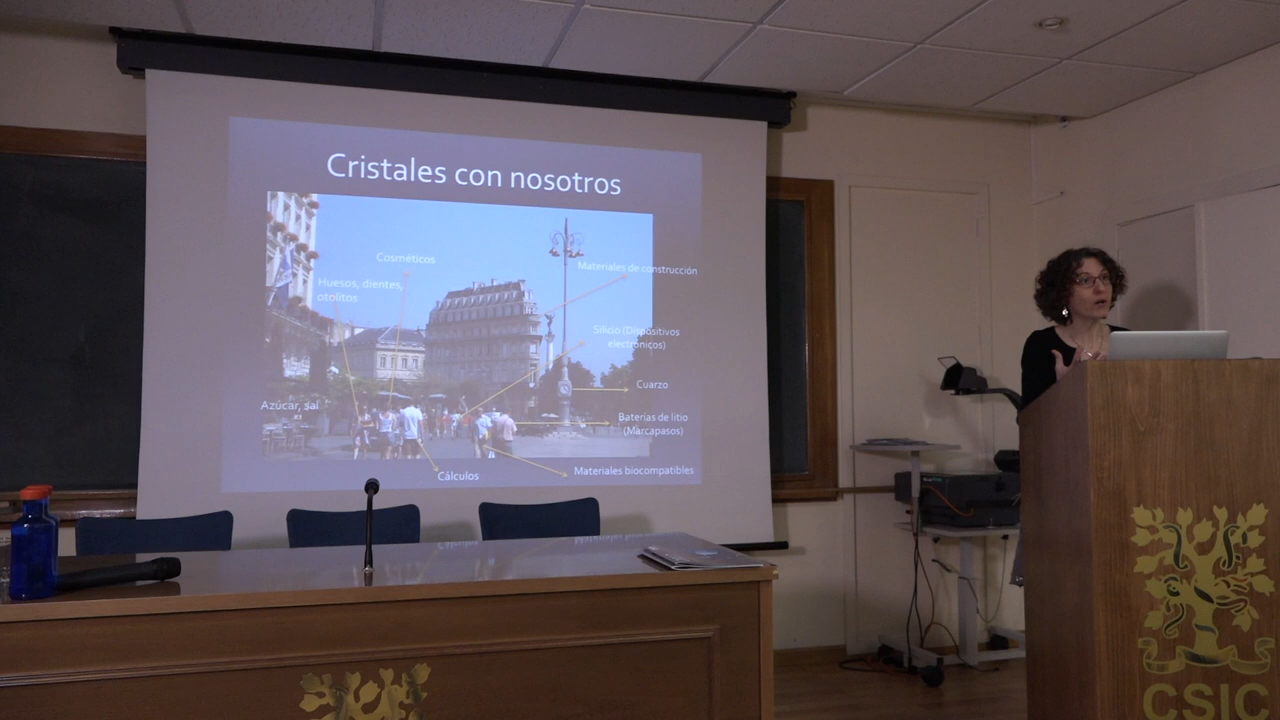 Cristales con nosotros
Cosméticos
Materiales de construcción
Huesos, dientes,
otolitos
Silicio (Dispositivos
electrónicos)
Cuarzo
Azúcar, sal
Baterías de litio
(Marcapasos)
Cálculos
Materiales biocompatibles
CSIC